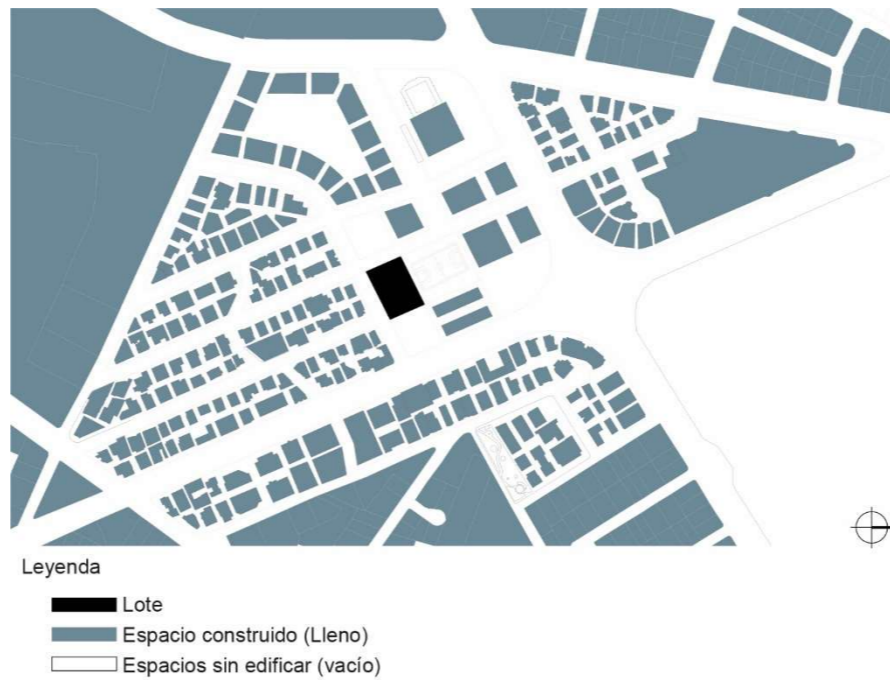 Leyenda
Lote
Espacio construido (Lleno)
Espacios sin edificar (vacío)